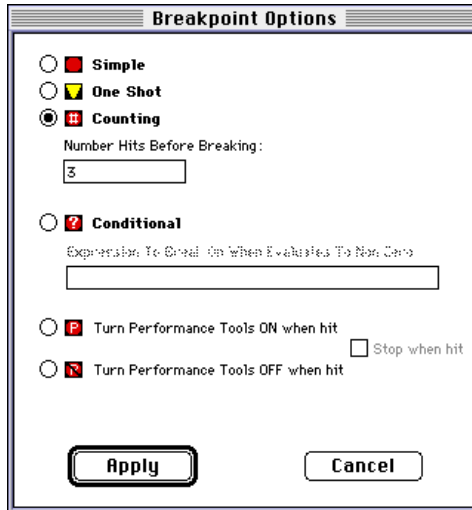 Breakpoint Options
Simple
One Shot
# Counting
Number Hits Before Breaking:
3
? Conditional
Expression To Break On When Evaluates To Non Zero
P Turn Performance Tools ON when hit
Stop when hit
Turn Performance Tools OFF when hit
Apply
Cancel